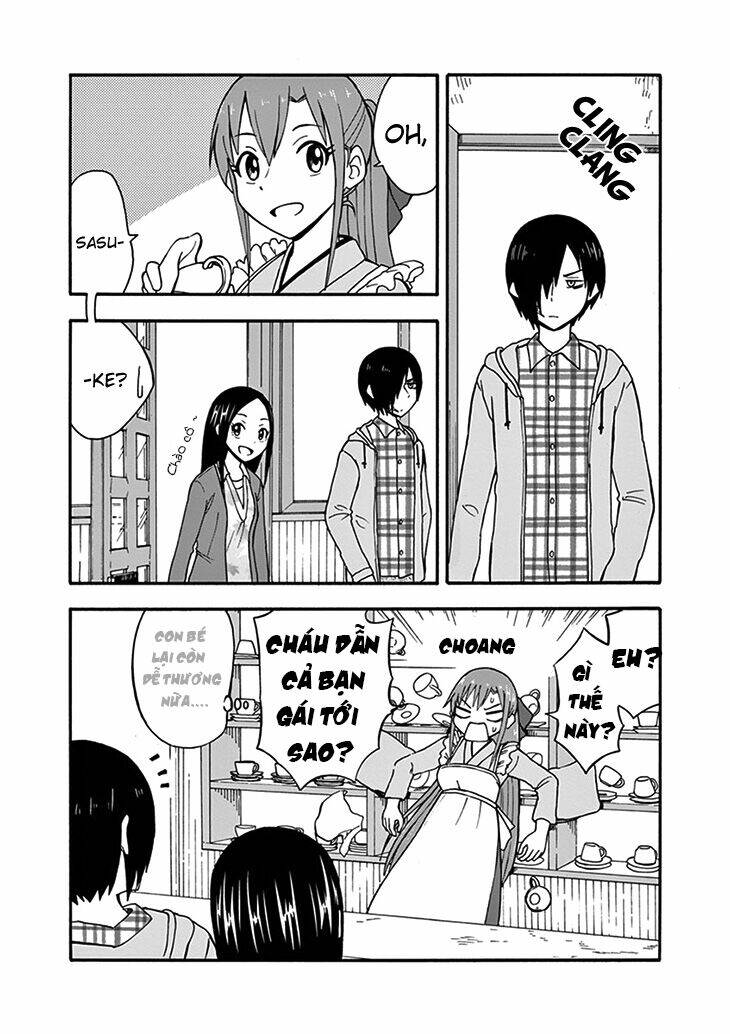 CLING
CLANG
OH,
SASU-
-KE?
Chào cô ~
EH?
GÌ
THẾ
NÀY?
CHOANG
CHÁU DẪN
CẢ BẠN
GÁI TỚI
SAO?
CON BÉ
LẠI CÒN
DỄ THƯƠNG
NỮA....